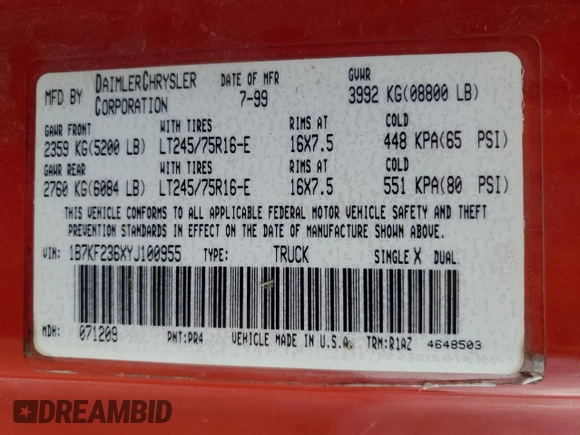 MFD BY DAIMLERCHRYSLER CORPORATION DATE OF MFR 7-99 GVWR 3992 KG(08800 LB)
GAWR FRONT WITH TIRES RIMS AT COLD
2359 KG(5200 LB) LT245/75R16-E 16X7.5 448 KPA(65 PSI)
GAWR REAR WITH TIRES RIMS AT COLD
2760 KG(6084 LB) LT245/75R16-E 16X7.5 551 KPA(80 PSI)
THIS VEHICLE CONFORMS TO ALL APPLICABLE FEDERAL MOTOR VEHICLE SAFETY AND THEFT
PREVENTION STANDARDS IN EFFECT ON THE DATE OF MANUFACTURE SHOWN ABOVE.
VIN: 1B7KF236XYJ100955 TYPE: TRUCK SINGLE X DUAL
MDH: 071209 PNT:PR4 VEHICLE MADE IN U.S.A. TRM:R1AZ 4648503
DREAMBID